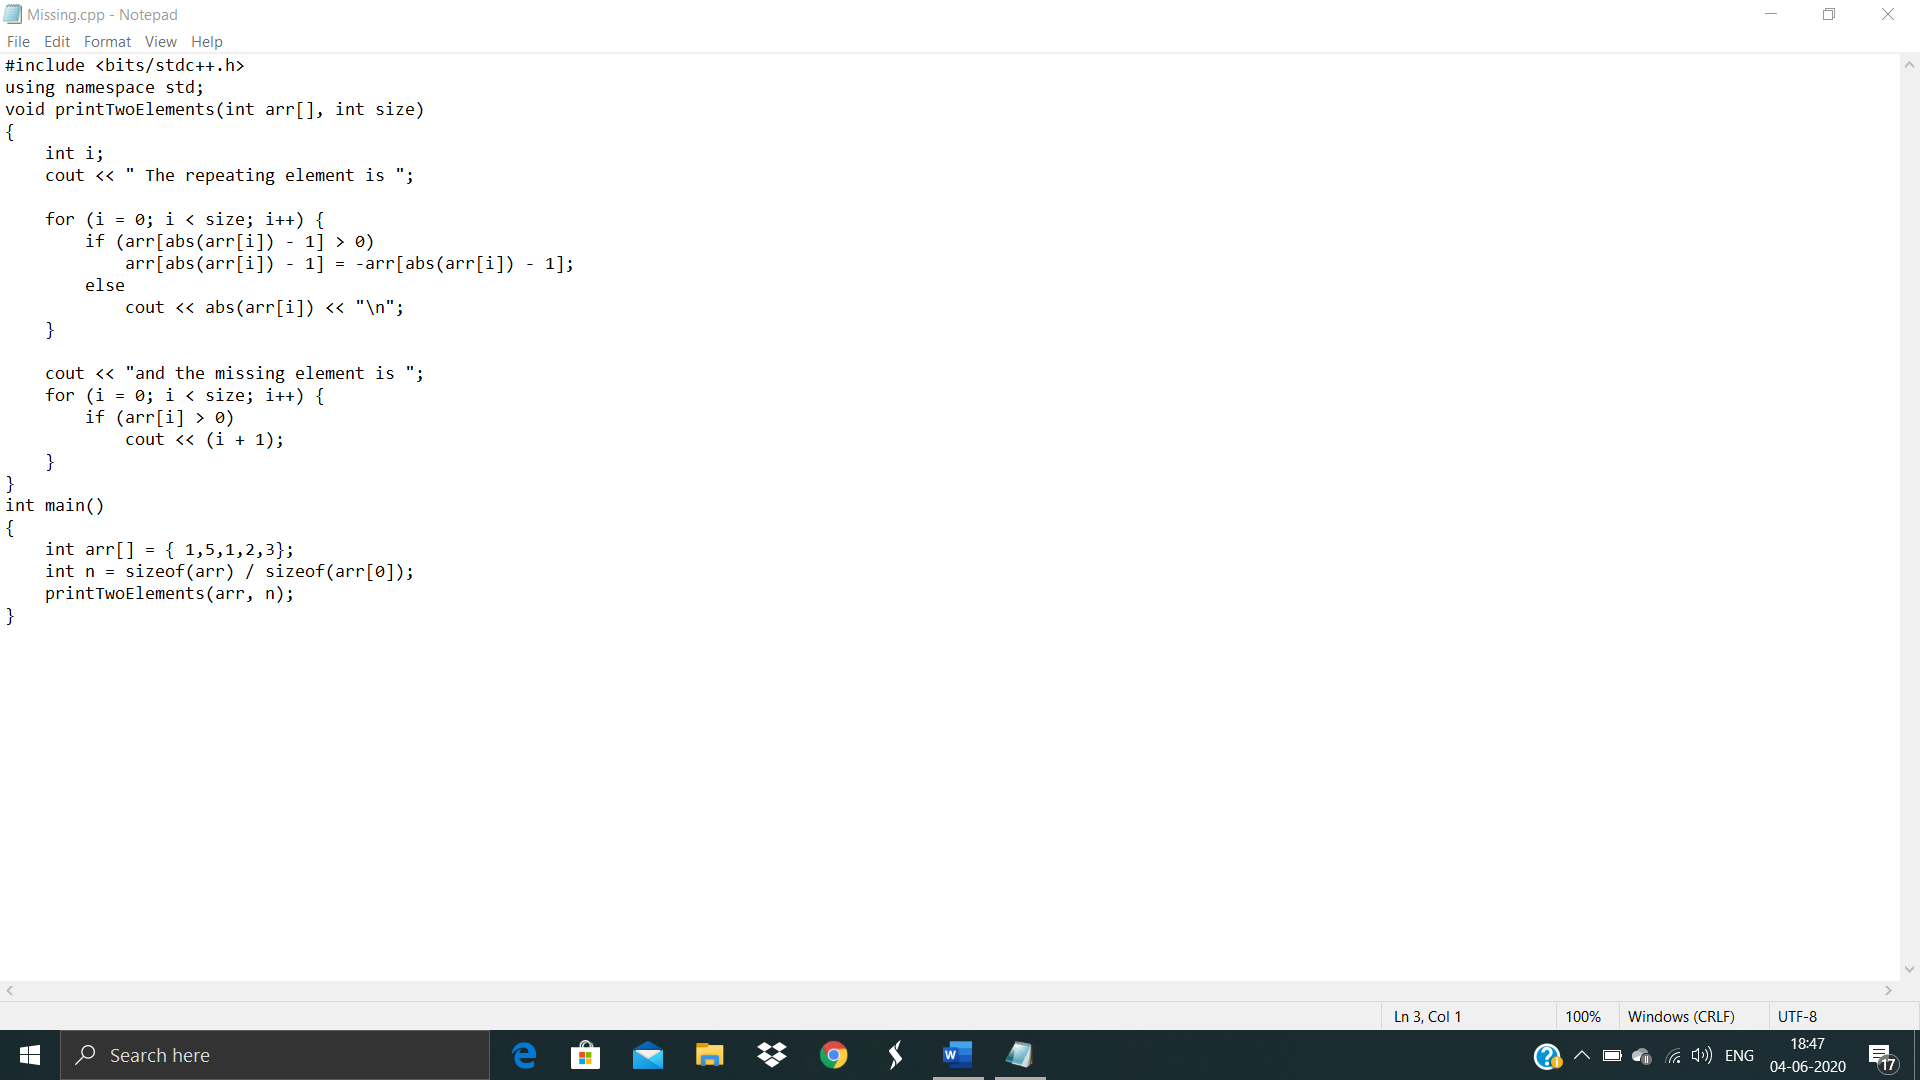 Missing.cpp - Notepad
File Edit Format View Help
#include <bits/stdc++.h>
using namespace std;
void printTwoElements(int arr[], int size)
{
    int i;
    cout << " The repeating element is ";

    for (i = 0; i < size; i++) {
        if (arr[abs(arr[i]) - 1] > 0)
            arr[abs(arr[i]) - 1] = -arr[abs(arr[i]) - 1];
        else
            cout << abs(arr[i]) << "\n";
    }

    cout << "and the missing element is ";
    for (i = 0; i < size; i++) {
        if (arr[i] > 0)
            cout << (i + 1);
    }
}
int main()
{
    int arr[] = { 1,5,1,2,3};
    int n = sizeof(arr) / sizeof(arr[0]);
    printTwoElements(arr, n);
}
Ln 3, Col 1 100% Windows (CRLF) UTF-8
Search here
W
ENG
18:47
04-06-2020
17